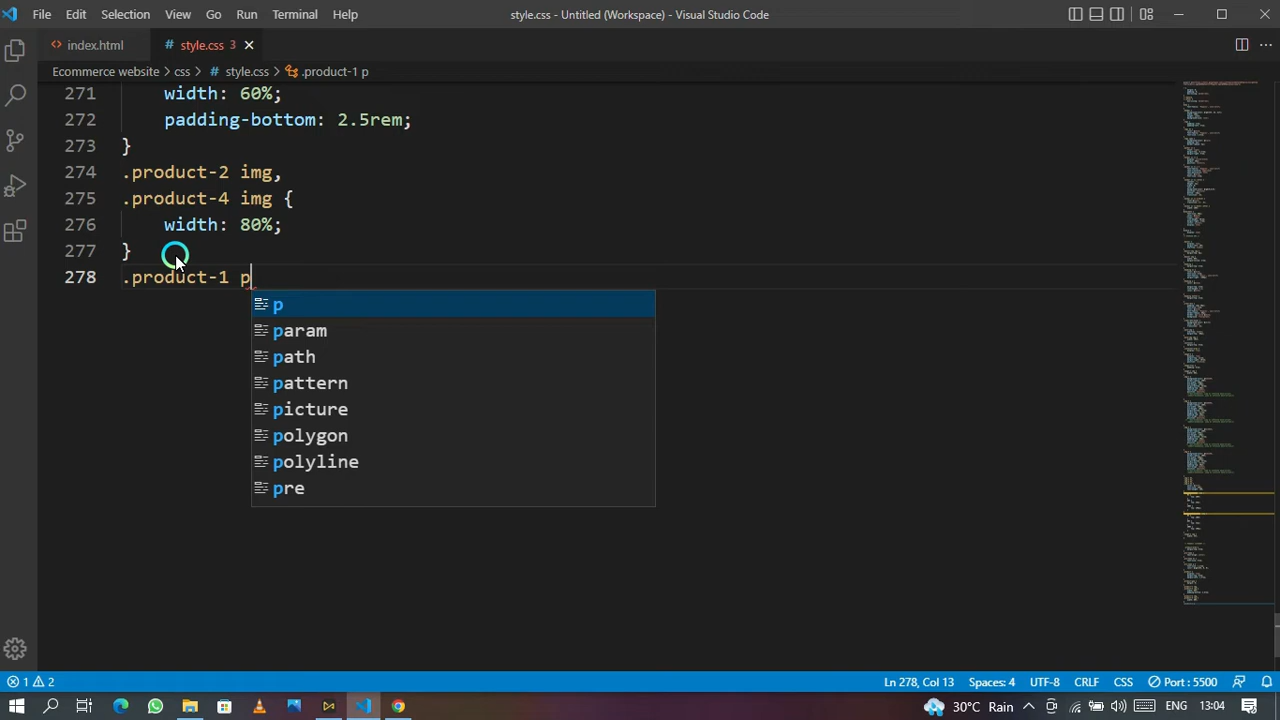 File Edit Selection View Go Run Terminal Help style.css - Untitled (Workspace) - Visual Studio Code
index.html # style.css 3
Ecommerce website > css > # style.css > .product-1 p
271 width: 60%;
272 padding-bottom: 2.5rem;
273 }
274 .product-2 img,
275 .product-4 img {
276 width: 80%;
277 }
278 .product-1 p
p
param
path
pattern
picture
polygon
polyline
pre
1 2 Ln 278, Col 13 Spaces: 4 UTF-8 CRLF CSS Port : 5500
30°C Rain ENG 13:04